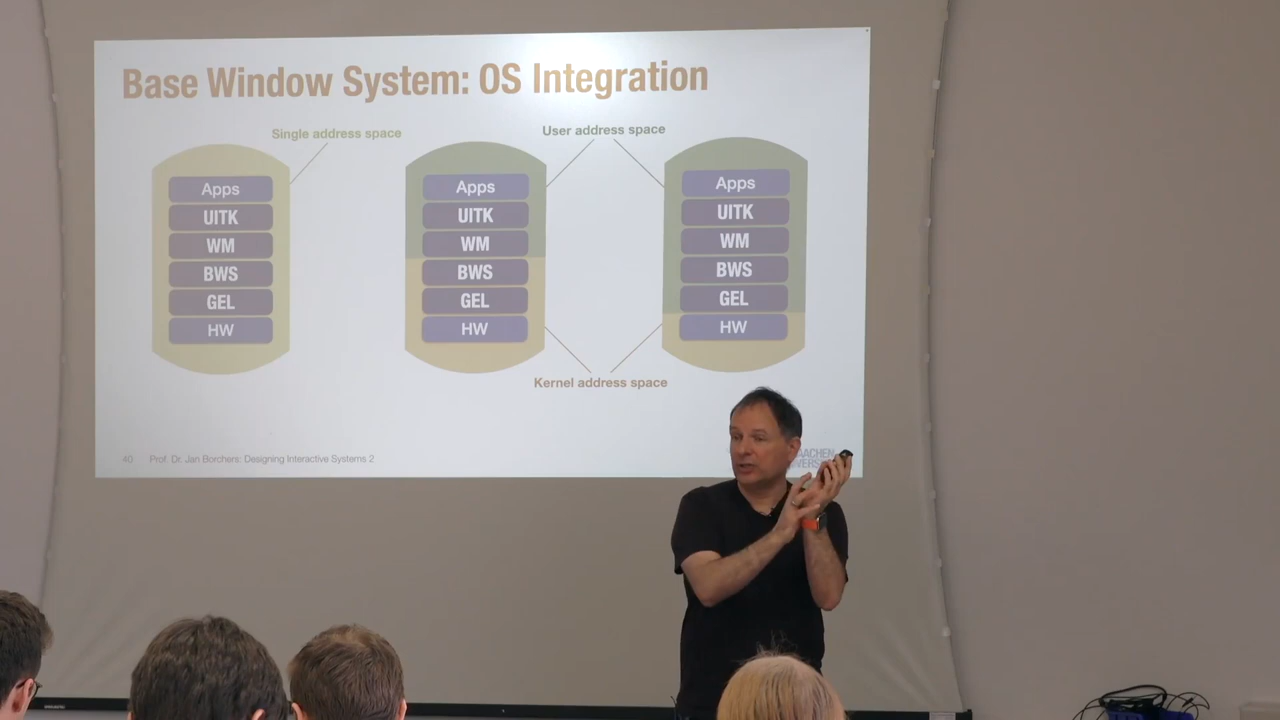 Base Window System: OS Integration
Single address space
User address space
Apps
UITK
WM
BWS
GEL
HW
Apps
UITK
WM
BWS
GEL
HW
Apps
UITK
WM
BWS
GEL
HW
Kernel address space
40 Prof. Dr. Jan Borchers: Designing Interactive Systems 2
AACHEN